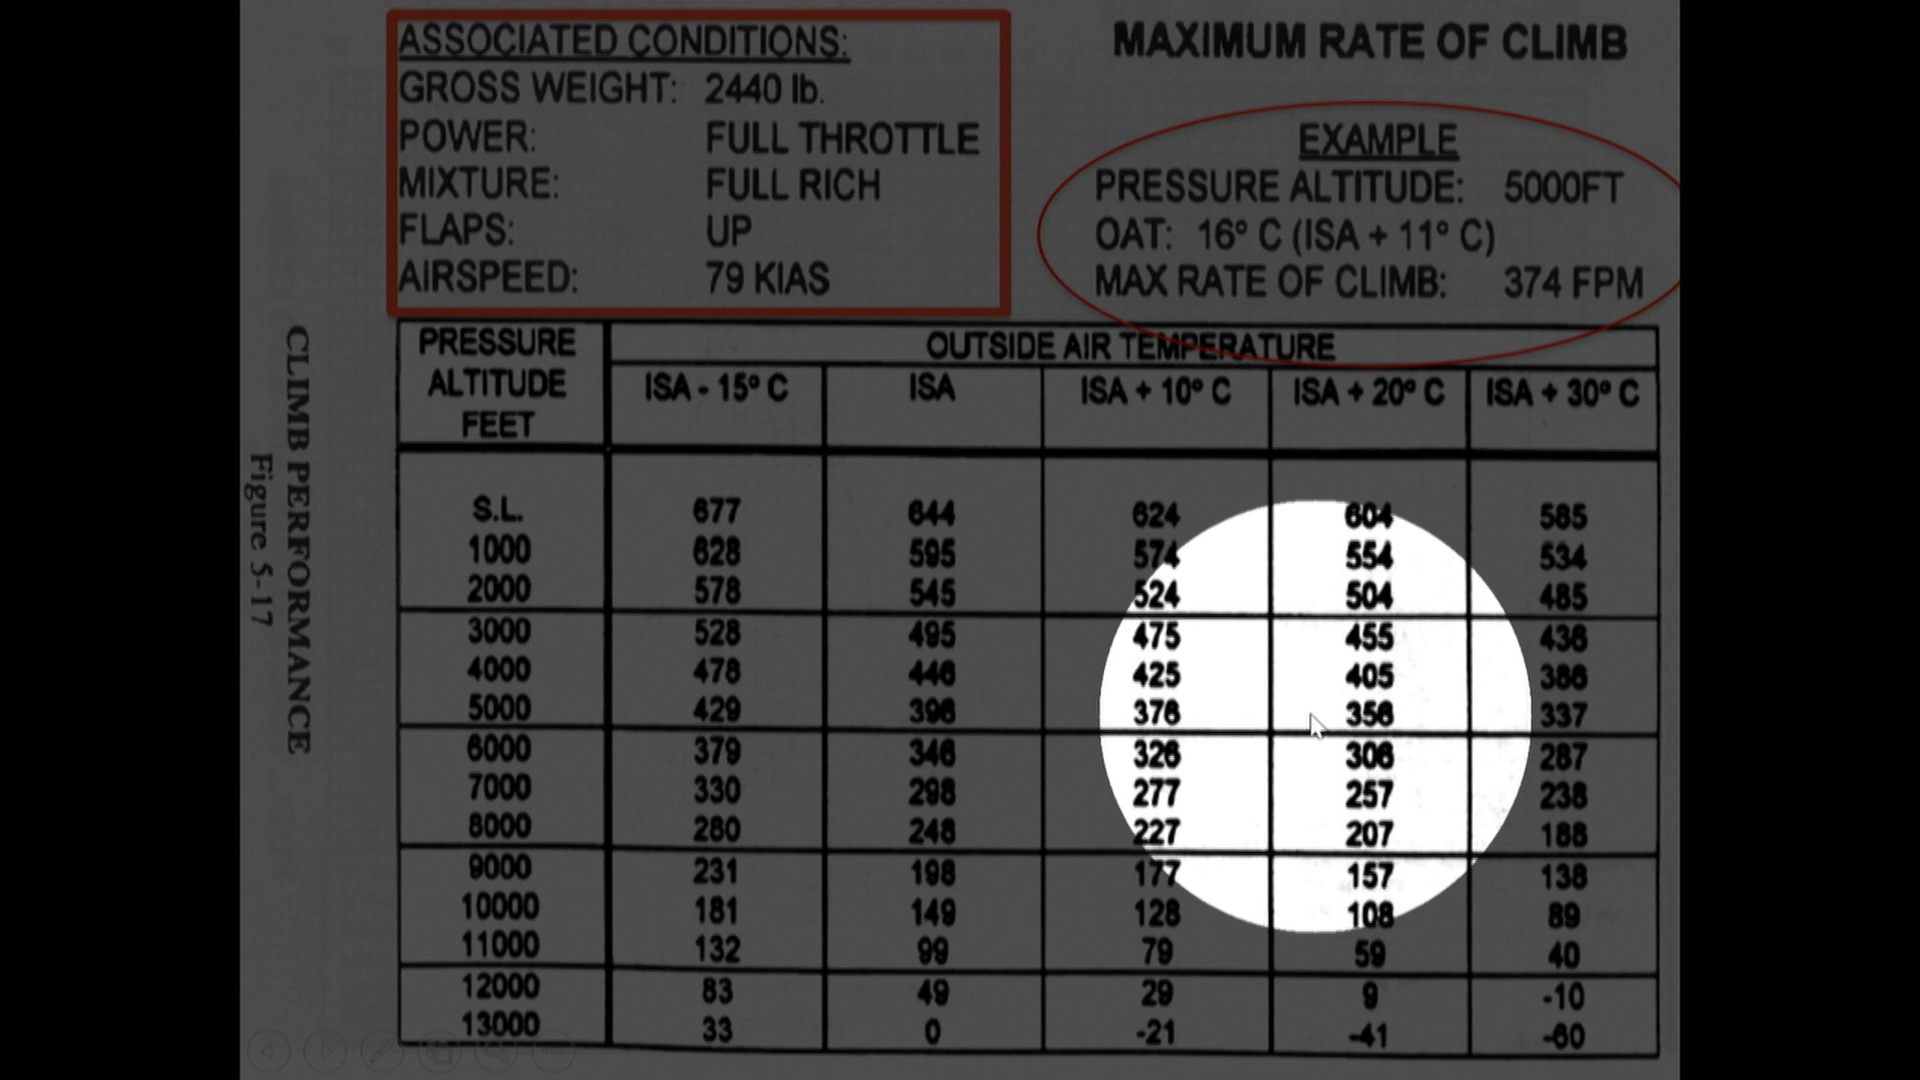 ASSOCIATED CONDITIONS:
GROSS WEIGHT: 2440 lb.
POWER: FULL THROTTLE
MIXTURE: FULL RICH
FLAPS: UP
AIRSPEED: 79 KIAS
MAXIMUM RATE OF CLIMB
EXAMPLE
PRESSURE ALTITUDE: 5000FT
OAT: 16º C (ISA + 11º C)
MAX RATE OF CLIMB: 374 FPM
CLIMB PERFORMANCE
Figure 5-17
PRESSURE ALTITUDE FEET
OUTSIDE AIR TEMPERATURE
ISA - 15º C ISA ISA + 10º C ISA + 20º C ISA + 30º C
S.L. 677 644 624 604 585
1000 628 595 574 554 534
2000 578 545 524 504 485
3000 528 495 475 455 436
4000 478 446 425 405 386
5000 429 396 376 356 337
6000 379 346 326 306 287
7000 330 298 277 257 238
8000 280 248 227 207 188
9000 231 198 177 157 138
10000 181 149 128 108 89
11000 132 99 79 59 40
12000 83 49 29 9 -10
13000 33 0 -21 -41 -60